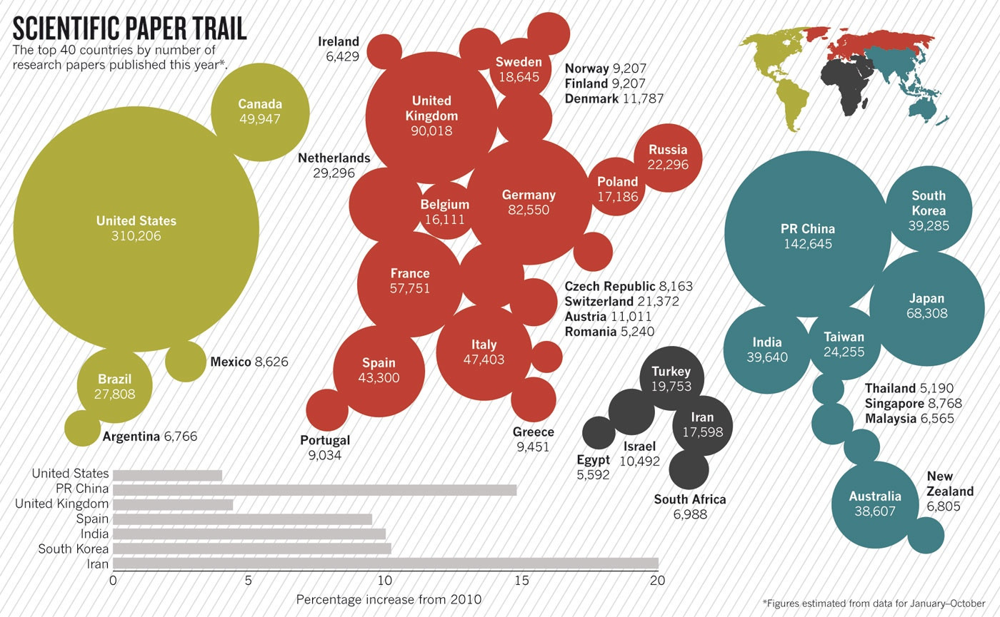 SCIENTIFIC PAPER TRAIL
The top 40 countries by number of
research papers published this year*.
Canada
49,947
United States
310,206
Brazil
27,808
Mexico 8,626
Argentina 6,766
Ireland
6,429
United
Kingdom
90,018
Sweden
18,645
Norway 9,207
Finland 9,207
Denmark 11,787
Netherlands
29,296
Belgium
16,111
Germany
82,550
Poland
17,186
Russia
22,296
France
57,751
Czech Republic 8,163
Switzerland 21,372
Austria 11,011
Romania 5,240
Spain
43,300
Italy
47,403
Portugal
9,034
Greece
9,451
Turkey
19,753
Iran
17,598
Israel
10,492
Egypt
5,592
South Africa
6,988
PR China
142,645
South
Korea
39,285
Japan
68,308
India
39,640
Taiwan
24,255
Thailand 5,190
Singapore 8,768
Malaysia 6,565
Australia
38,607
New
Zealand
6,805
United States
PR China
United Kingdom
Spain
India
South Korea
Iran
0 5 10 15 20
Percentage increase from 2010
*Figures estimated from data for January–October